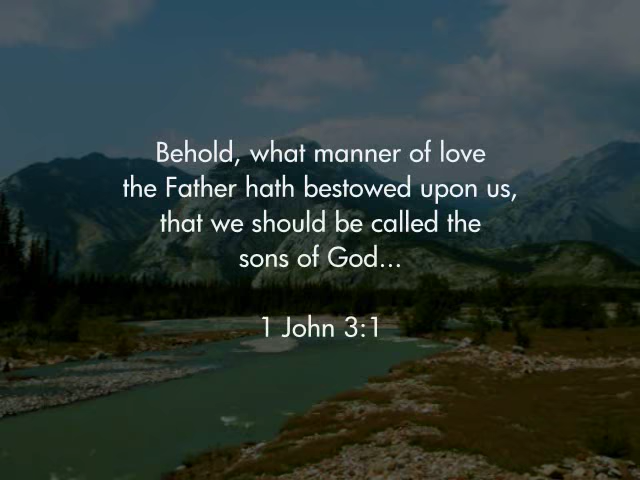 Behold, what manner of love
the Father hath bestowed upon us,
that we should be called the
sons of God...
1 John 3:1